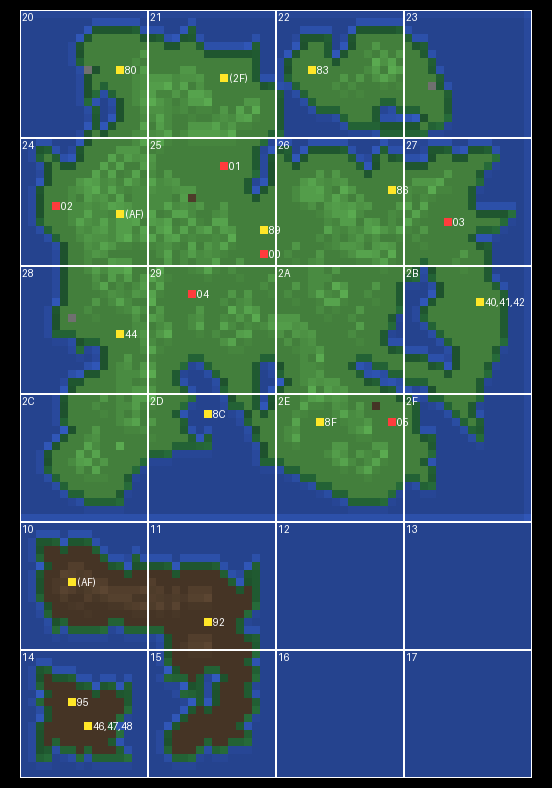 20 21 22 23
80 (2F) 83
24 25 26 27
01
02 (AF) 86 03
89
00
28 29 2A 2B
04 40,41,42
44
2C 2D 2E 2F
8C 8F 05
10 11 12 13
(AF)
92
14 15 16 17
95
46,47,48